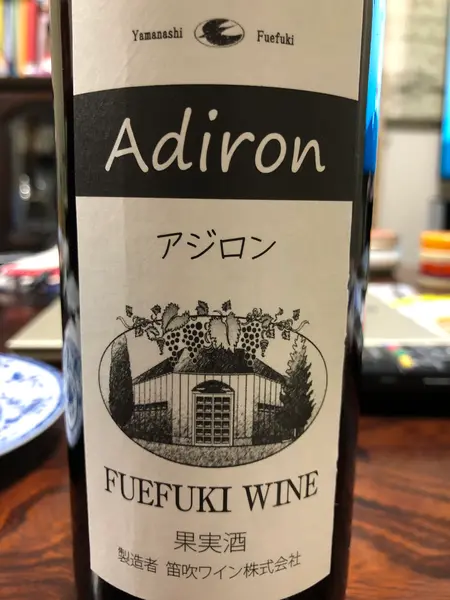 Yamanashi Fuefuki
Adiron
アジロン
FUEFUKI WINE
果実酒
製造者 笛吹ワイン株式会社